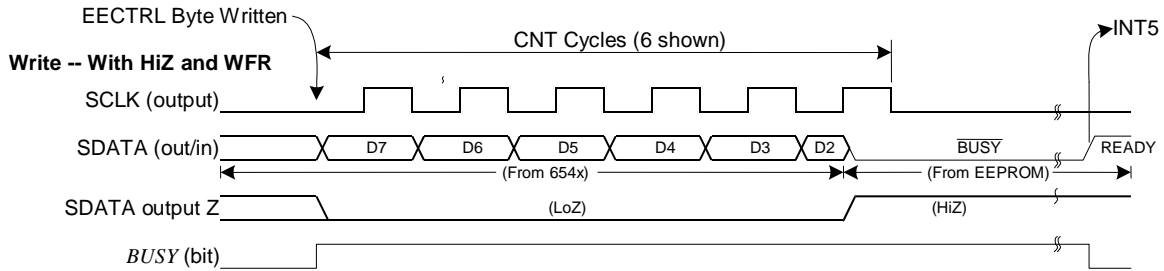 EECTRL Byte Written
INT5
CNT Cycles (6 shown)
Write -- With HiZ and WFR
SCLK (output)
SDATA (out/in) D7 D6 D5 D4 D3 D2 BUSY READY
(From 654x) (From EEPROM)
SDATA output Z (LoZ) (HiZ)
BUSY (bit)